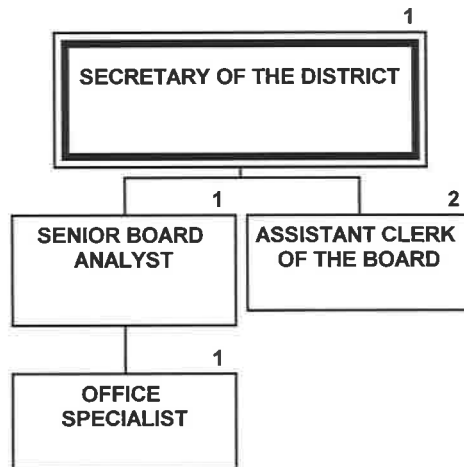 1
SECRETARY OF THE DISTRICT
1
SENIOR BOARD
ANALYST
2
ASSISTANT CLERK
OF THE BOARD
1
OFFICE
SPECIALIST